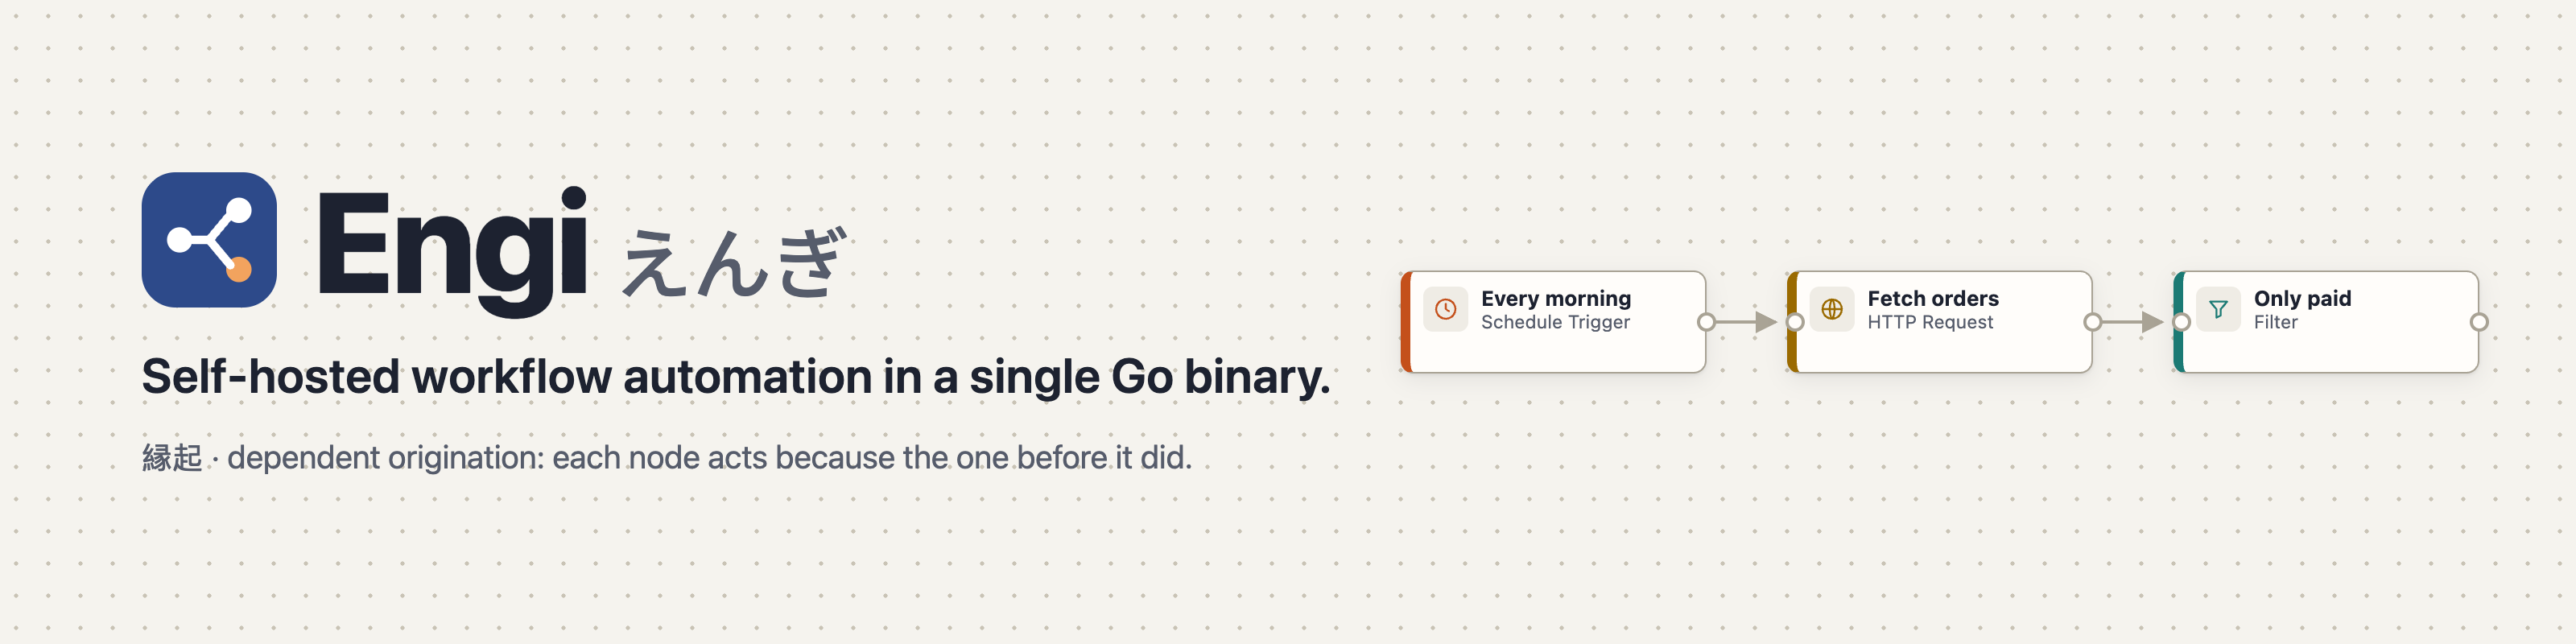 Engi えんぎ
Self-hosted workflow automation in a single Go binary.
縁起 · dependent origination: each node acts because the one before it did.
Every morning
Schedule Trigger
Fetch orders
HTTP Request
Only paid
Filter